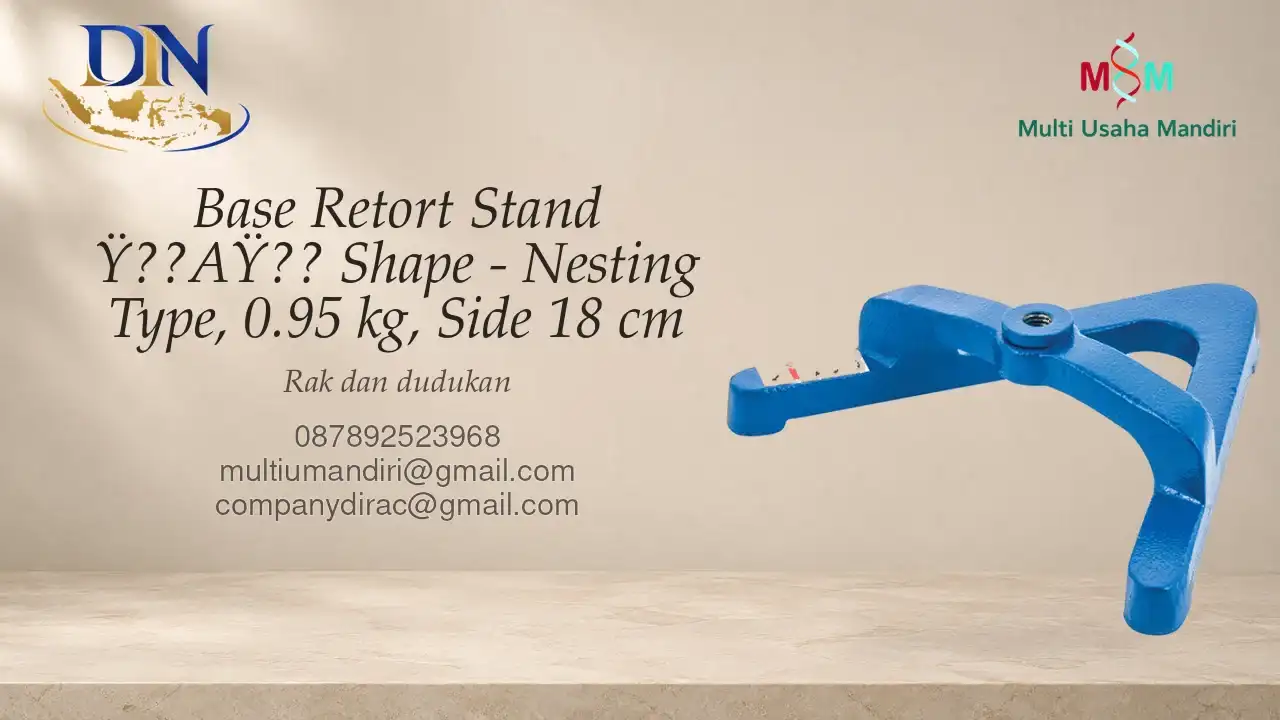 DN
MSM
Multi Usaha Mandiri
Base Retort Stand
Ÿ??AŸ?? Shape - Nesting
Type, 0.95 kg, Side 18 cm
Rak dan dudukan
087892523968
multiumandiri@gmail.com
companydirac@gmail.com